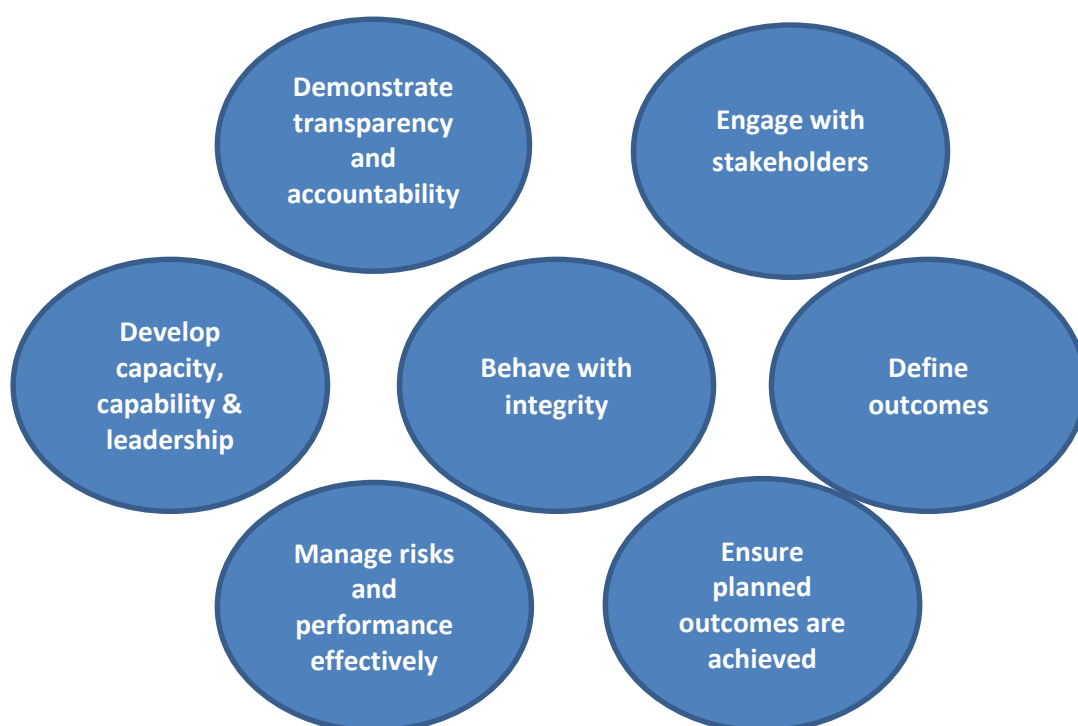 Demonstrate
transparency
and
accountability
Engage with
stakeholders
Develop
capacity,
capability &
leadership
Behave with
integrity
Define
outcomes
Manage risks
and
performance
effectively
Ensure
planned
outcomes are
achieved